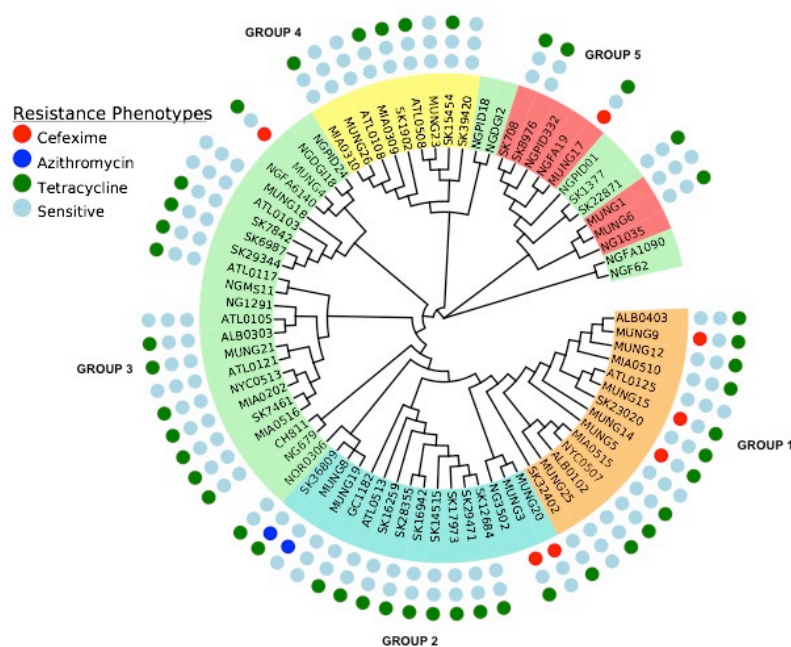 GROUP 4
GROUP 5
Resistance Phenotypes
Cefexime
Azithromycin
Tetracycline
Sensitive
GROUP 3
GROUP 1
GROUP 2
ALB0403
MUNG9
MUNG12
MIA0510
ATL0125
MUNG15
SK23020
MUNG14
MUNG5
MIA0515
NYC0507
ALB0102
MUNG25
SK32402
MUNG20
MUNG3
NG3502
SK12684
SK29471
SK17973
SK14515
SK16942
SK28355
SK16259
ATL0513
GC1182
MUNG19
MUNG8
SK36809
NOR0306
NG679
CH811
MIA0516
SK7461
MIA0202
NYC0513
ATL0121
MUNG21
ALB0303
ATL0105
NG1291
NGMS11
ATL0117
SK29344
SK6987
SK7842
ATL0103
MUNG18
NGFA6140
MUNG4
NGDGI18
NGPID24
MIA0310
MUNG26
ATL0108
MIA0309
SK1902
ATL0508
MUNG23
SK15454
SK39420
NGPID18
NGDGI2
SK708
SK8976
NGPID332
NGFA19
MUNG17
NGPID01
SK1377
SK22871
MUNG1
MUNG6
NG1035
NGFA1090
NGF62